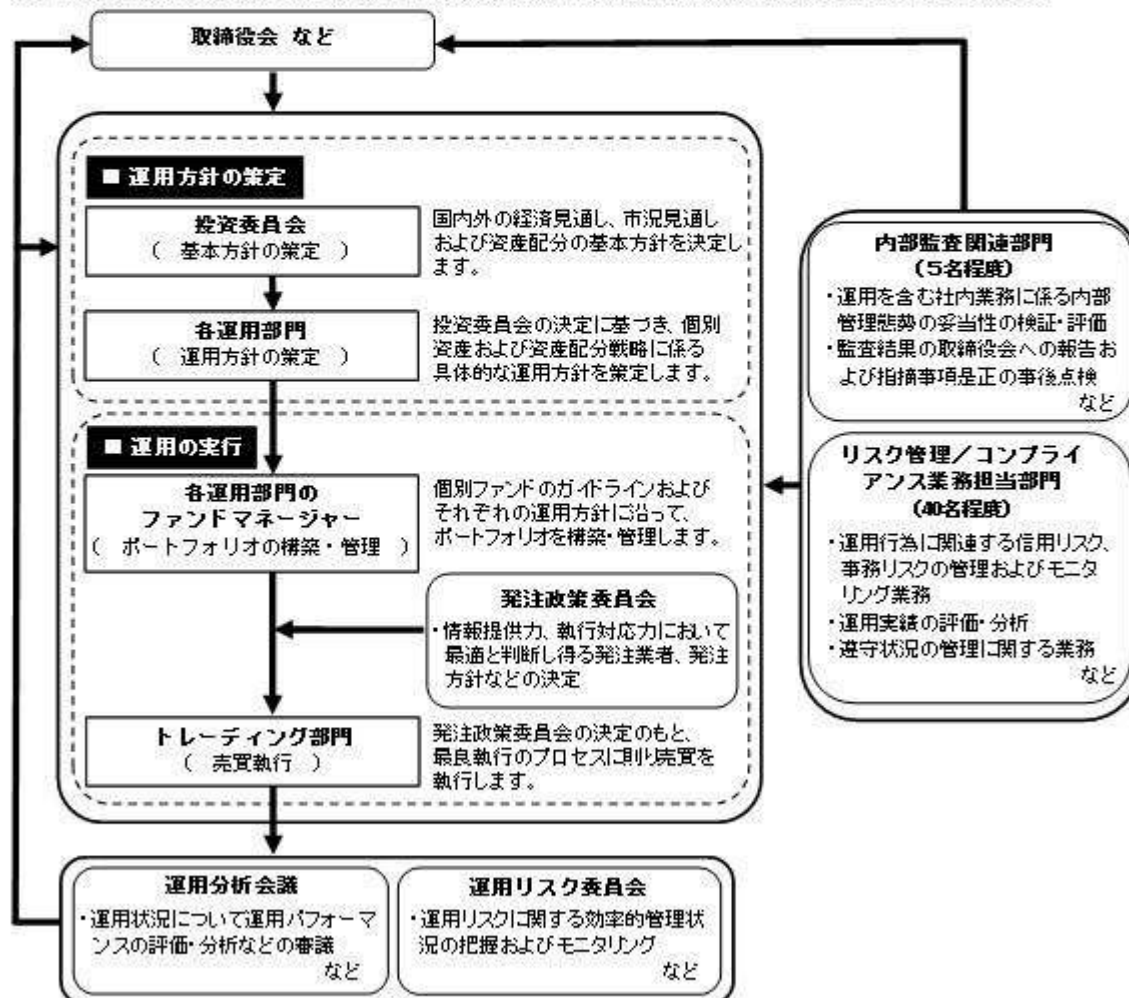 取締役会 など
■ 運用方針の策定
投資委員会
( 基本方針の策定 )
国内外の経済見通し、市況見通し
および資産配分の基本方針を決定し
ます。
各運用部門
( 運用方針の策定 )
投資委員会の決定に基づき、個別
資産および資産配分戦略に係る
具体的な運用方針を策定します。
■ 運用の実行
各運用部門の
ファンドマネージャー
( ポートフォリオの構築・管理 )
個別ファンドのガイドラインおよび
それぞれの運用方針に沿って、
ポートフォリオを構築・管理します。
発注政策委員会
・情報提供力、執行対応力において
最適と判断し得る発注業者、発注
方針などの決定
トレーディング部門
( 売買執行 )
発注政策委員会の決定のもと、
最良執行のプロセスに則り売買を
執行します。
運用分析会議
・運用状況について運用パフォーマ
ンスの評価・分析などの審議
など
運用リスク委員会
・運用リスクに関する効率的管理状
況の把握およびモニタリング
など
内部監査関連部門
(5名程度)
・運用を含む社内業務に係る内部
管理態勢の妥当性の検証・評価
・監査結果の取締役会への報告お
よび指摘事項是正の事後点検
など
リスク管理／コンプライ
アンス業務担当部門
(40名程度)
・運用行為に関連する信用リスク、
事務リスクの管理およびモニタ
リング業務
・運用実績の評価・分析
・遵守状況の管理に関する業務
など